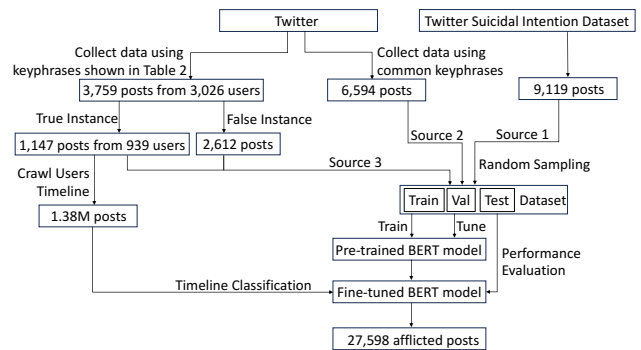 Twitter
Twitter Suicidal Intention Dataset
Collect data using
keyphrases shown in Table 2
Collect data using
common keyphrases
3,759 posts from 3,026 users
6,594 posts
9,119 posts
True Instance
False Instance
1,147 posts from 939 users
2,612 posts
Source 2
Source 1
Source 3
Random Sampling
Crawl Users
Timeline
1.38M posts
Train
Val
Test
Dataset
Train
Tune
Pre-trained BERT model
Performance
Evaluation
Timeline Classification
Fine-tuned BERT model
27,598 afflicted posts